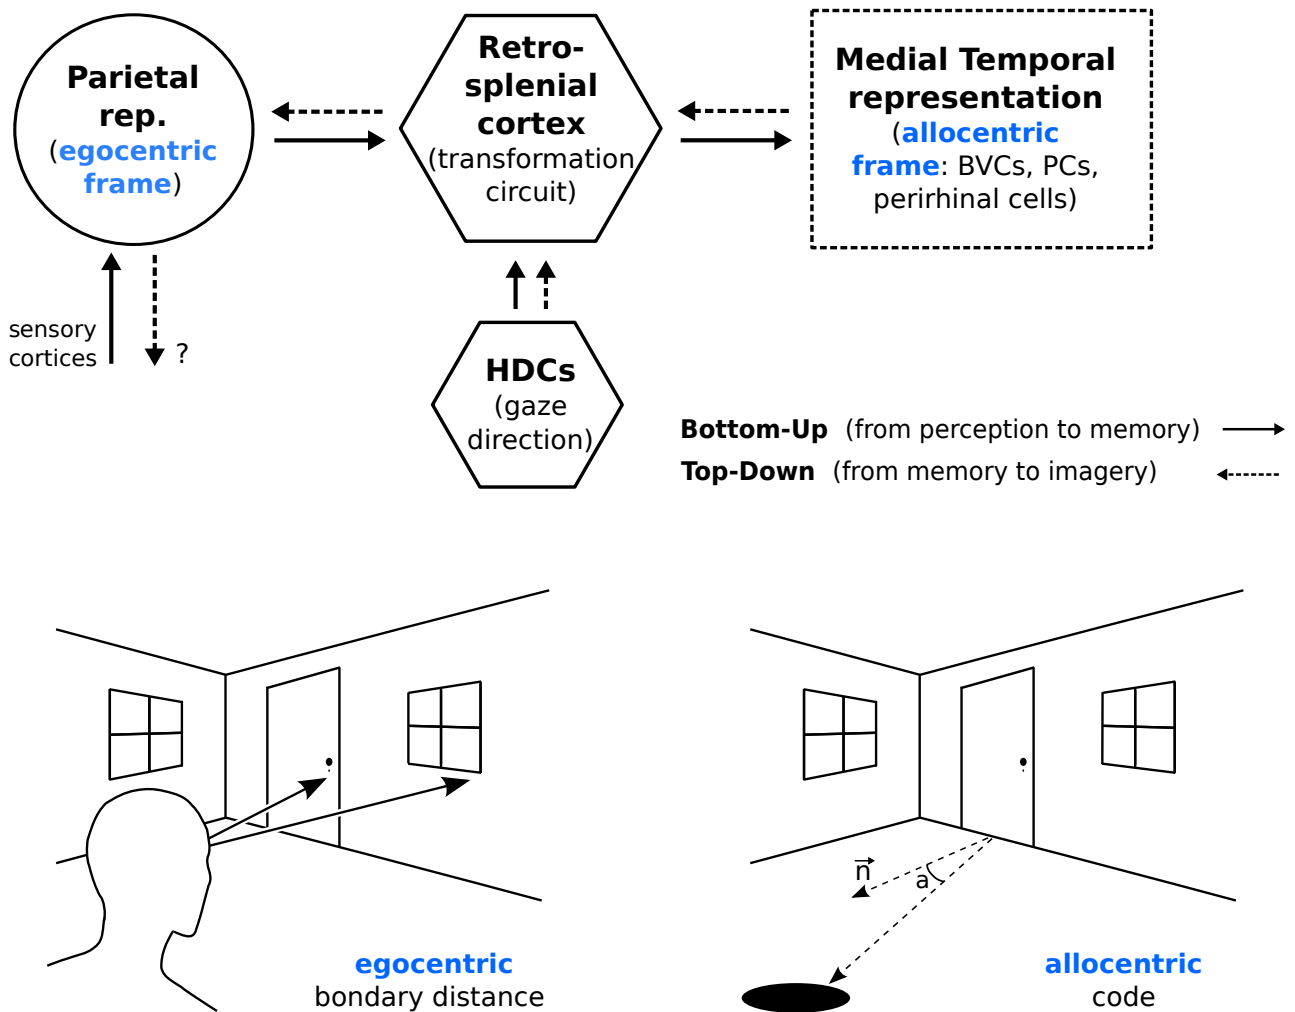 Parietal
rep.
(egocentric
frame)
Retro-
splenial
cortex
(transformation
circuit)
Medial Temporal
representation
(allocentric
frame: BVCs, PCs,
perirhinal cells)
sensory
cortices
?
HDCs
(gaze
direction)
Bottom-Up (from perception to memory)
Top-Down (from memory to imagery)
n
a
egocentric
bondary distance
allocentric
code